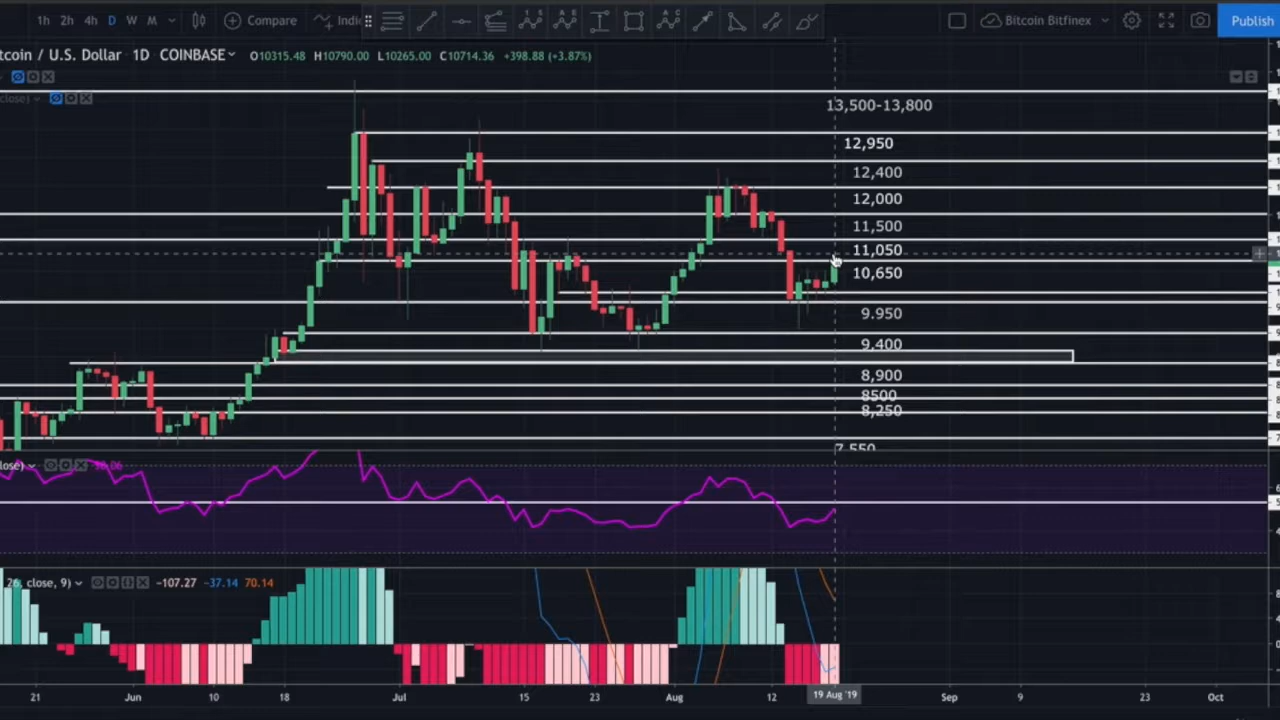 1h 2h 4h D W M Compare Indi Bitcoin Bitfinex Publish
tcoin / U.S. Dollar 1D COINBASE O10315.48 H10790.00 L10265.00 C10714.36 +398.88 (+3.87%)
close)
13,500-13,800
12,950
12,400
12,000
11,500
11,050
10,650
9.950
9,400
8,900
8500
8,250
7,550
lose)
26, close, 9) −107.27 −37.14 70.14
21 Jun 10 18 Jul 15 23 Aug 12 19 Aug '19 Sep 9 23 Oct